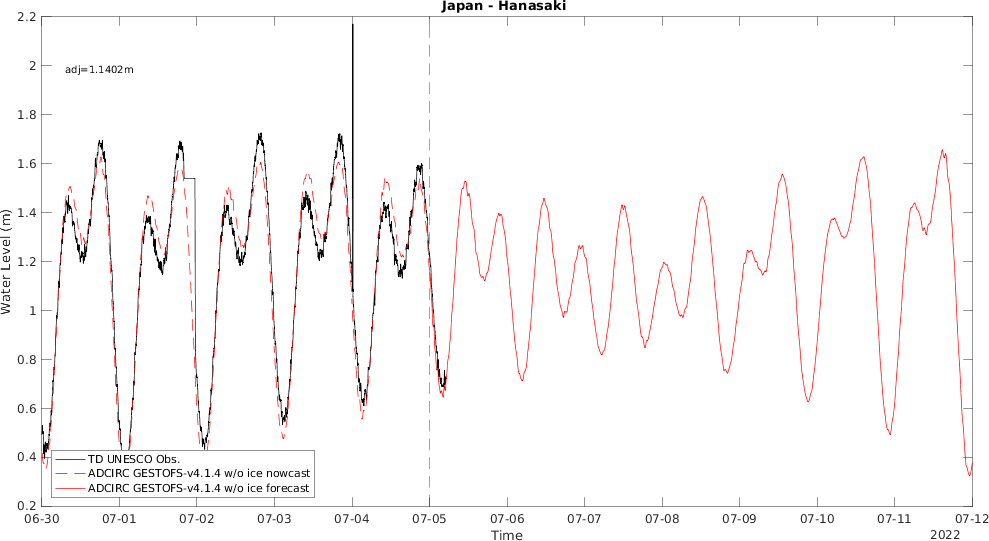 Japan - Hanasaki
adj=1.1402m
Water Level (m)
2.2
2
1.8
1.6
1.4
1.2
1
0.8
0.6
0.4
0.2
TD UNESCO Obs.
ADCIRC GESTOFS-v4.1.4 w/o ice nowcast
ADCIRC GESTOFS-v4.1.4 w/o ice forecast
06-30 07-01 07-02 07-03 07-04 07-05 07-06 07-07 07-08 07-09 07-10 07-11 07-12
Time
2022